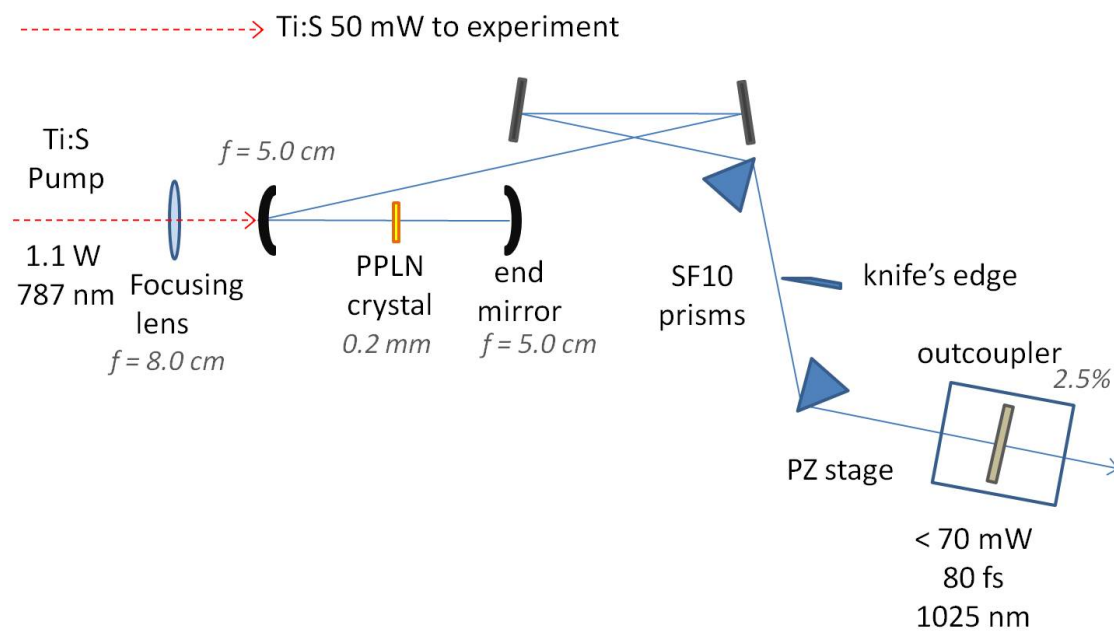 Ti:S 50 mW to experiment
Ti:S
Pump
f = 5.0 cm
1.1 W
787 nm
Focusing
lens
f = 8.0 cm
PPLN
crystal
0.2 mm
end
mirror
f = 5.0 cm
SF10
prisms
knife's edge
outcoupler
2.5%
PZ stage
< 70 mW
80 fs
1025 nm